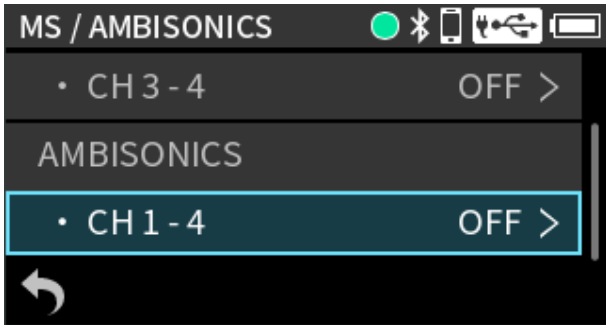 MS / AMBISONICS
・ CH 3 - 4 OFF >
AMBISONICS
・ CH 1 - 4 OFF >